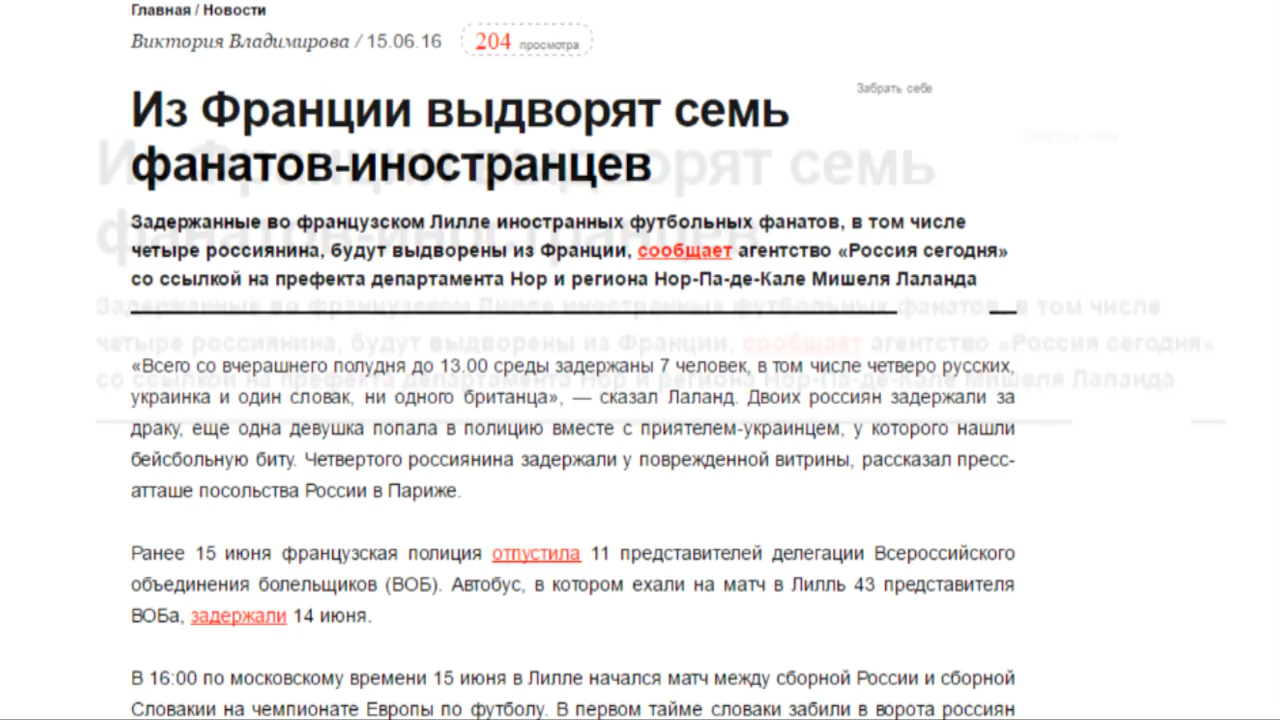 Главная / Новости
Виктория Владимирова / 15.06.16 204 просмотра
Забрать себе
Из Франции выдворят семь
фанатов-иностранцев
Задержанные во французском Лилле иностранных футбольных фанатов, в том числе
четыре россиянина, будут выдворены из Франции, сообщает агентство «Россия сегодня»
со ссылкой на префекта департамента Нор и региона Нор-Па-де-Кале Мишеля Лаланда
«Всего со вчерашнего полудня до 13.00 среды задержаны 7 человек, в том числе четверо русских,
украинка и один словак, ни одного британца», — сказал Лаланд. Двоих россиян задержали за
драку, еще одна девушка попала в полицию вместе с приятелем-украинцем, у которого нашли
бейсбольную биту. Четвертого россиянина задержали у поврежденной витрины, рассказал пресс-
атташе посольства России в Париже.
Ранее 15 июня французская полиция отпустила 11 представителей делегации Всероссийского
объединения болельщиков (ВОБ). Автобус, в котором ехали на матч в Лилль 43 представителя
ВОБа, задержали 14 июня.
В 16:00 по московскому времени 15 июня в Лилле начался матч между сборной России и сборной
Словакии на чемпионате Европы по футболу. В первом тайме словаки забили в ворота россиян